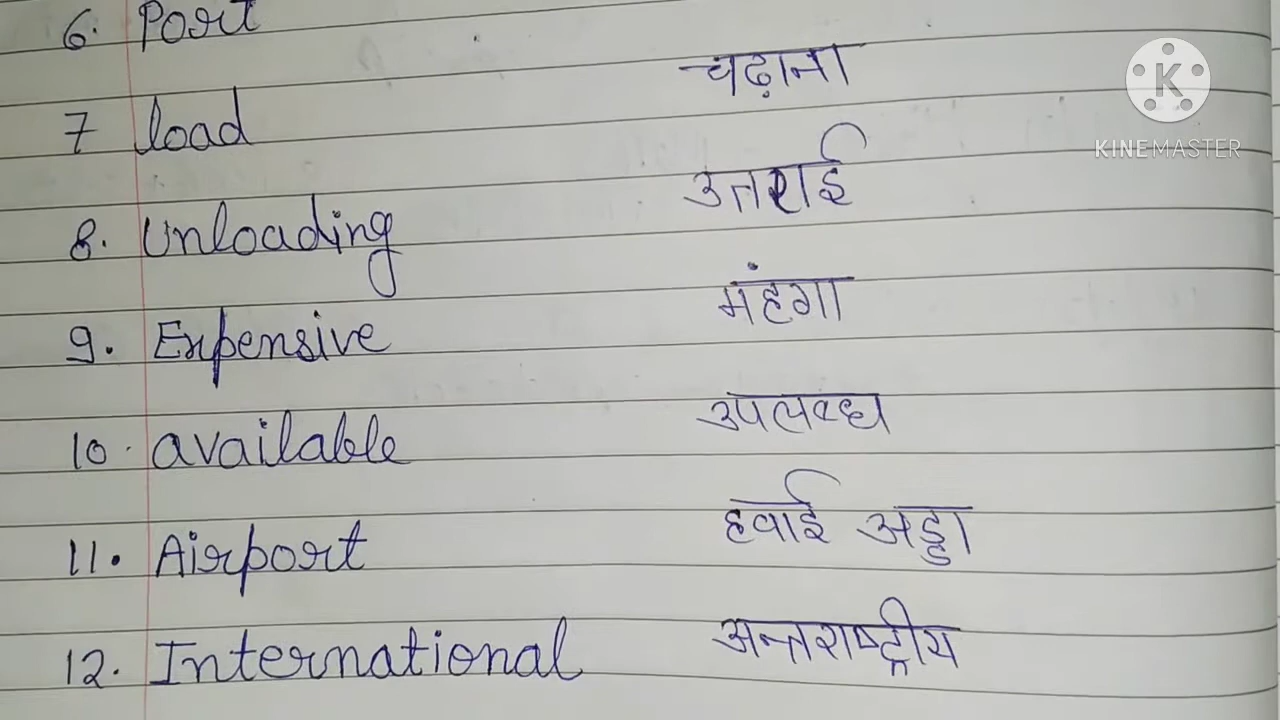 6. Port
7 load चढ़ाना
8. Unloading उतराई
9. Expensive मंहगा
10. available उपलब्ध
11. Airport हवाई अड्डा
12. International अन्तराष्ट्रीय
K
KINEMASTER